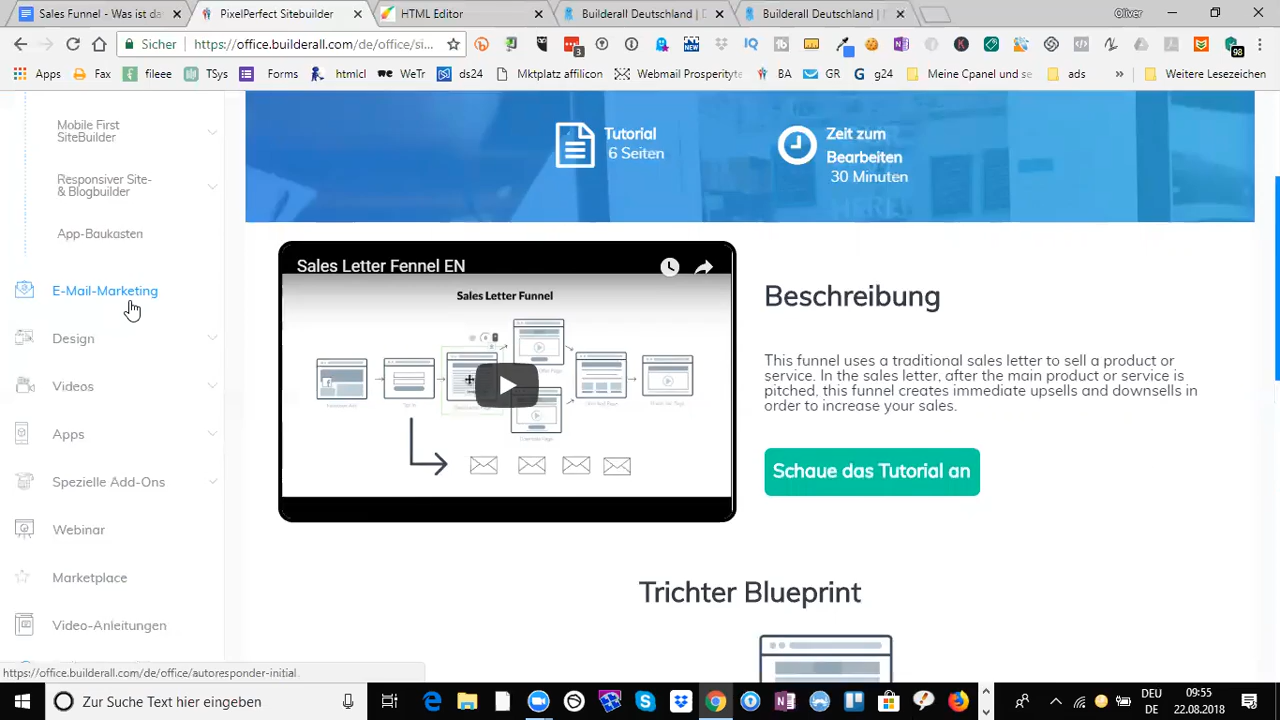 Sales Funnel - Was ist da
PixelPerfect Sitebuilder
HTML Editor
Builderall Deutschland | D
Builderall Deutschland |
Oliver
Sicher
https://office.builderall.com/de/office/si...
Apps
Fax
fileee
TSys
Forms
htmlcl
WeTr
ds24
Mktplatz affilicon
Webmail Prosperityte
BA
GR
g24
Meine Cpanel und se
ads
»
Weitere Lesezeichen
Mobile First
SiteBuilder
Responsiver Site-
& Blogbuilder
App-Baukasten
E-Mail-Marketing
Design
Videos
Apps
Spezielle Add-Ons
Webinar
Marketplace
Video-Anleitungen
Tutorial
6 Seiten
Zeit zum
Bearbeiten
30 Minuten
Sales Letter Fennel EN
Sales Letter Funnel
Beschreibung
This funnel uses a traditional sales letter to sell a product or
service. In the sales letter, after the main product or service is
pitched, this funnel creates immediate upsells and downsells in
order to increase your sales.
Schaue das Tutorial an
Trichter Blueprint
https://office.builderall.com/de/office/autoresponder-initial
Zur Suche Text hier eingeben
DEU
DE
09:55
22.08.2018